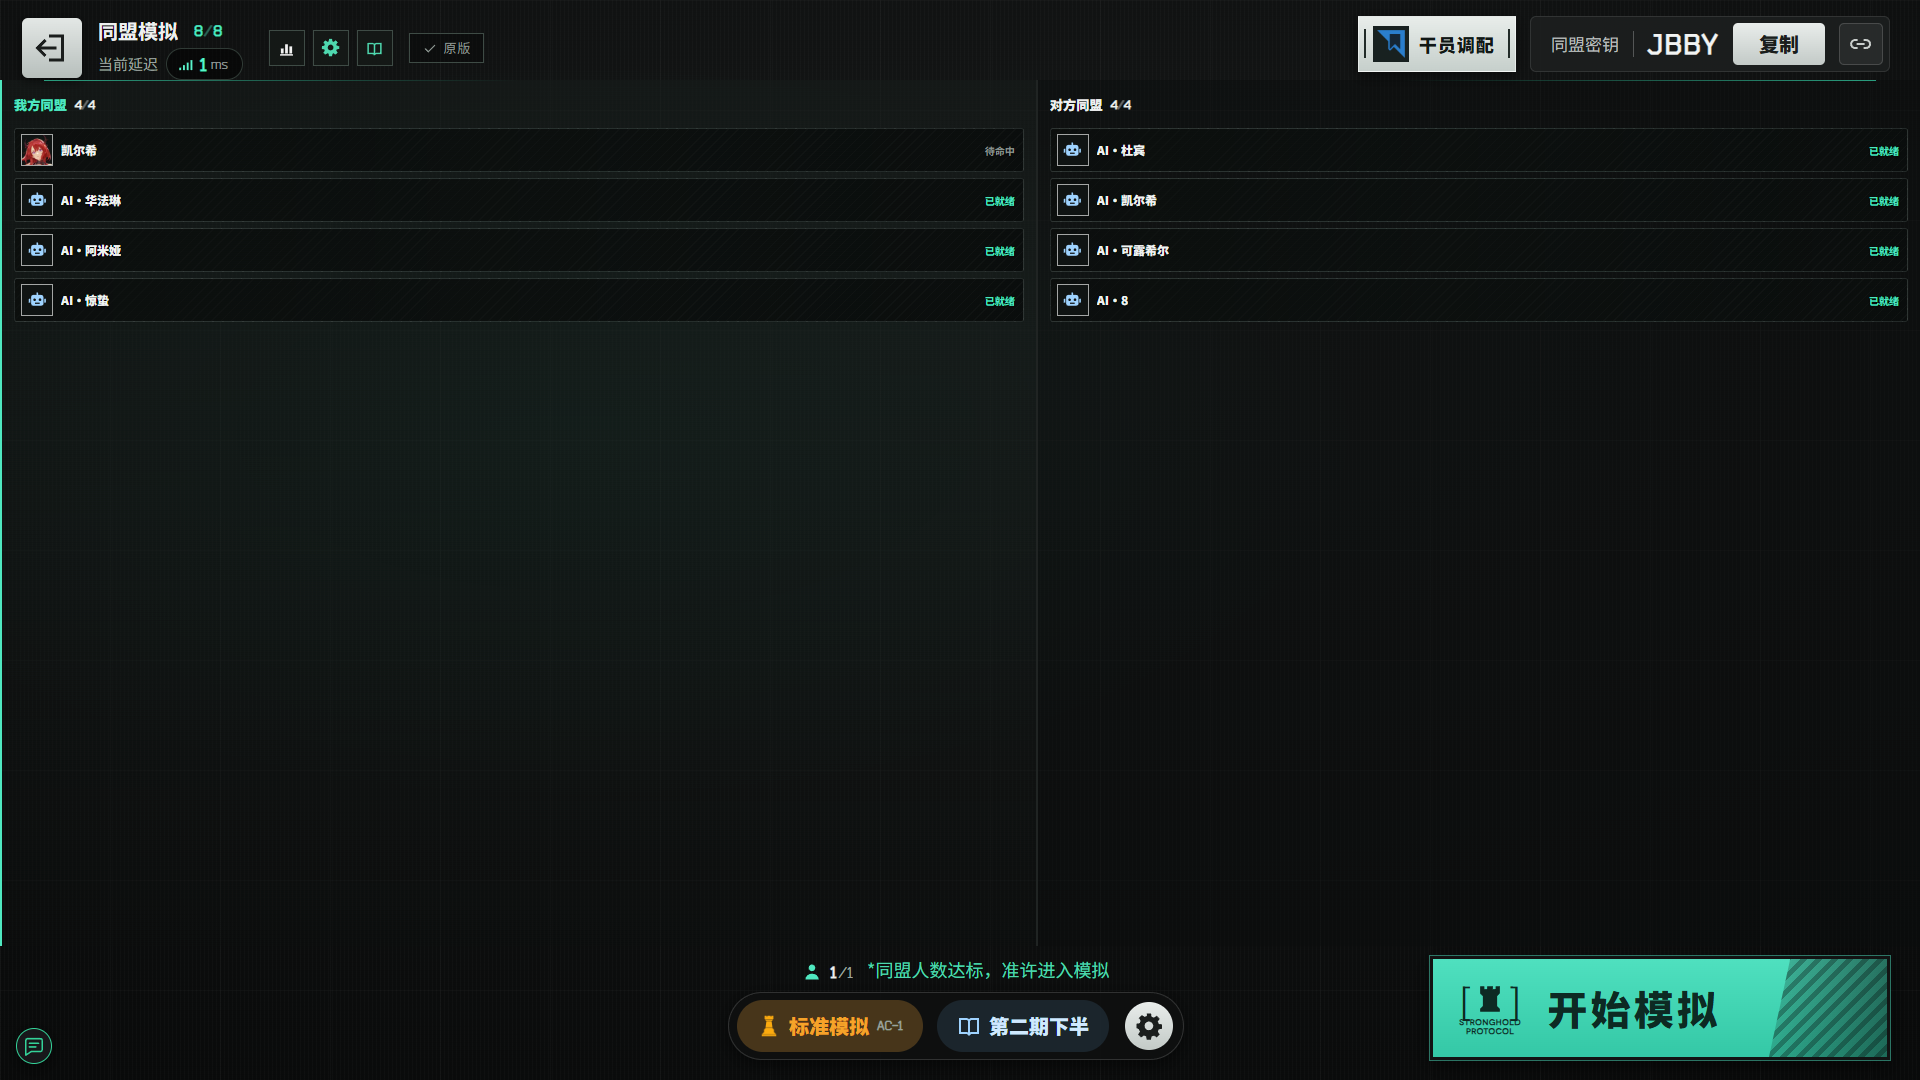 同盟模拟 8/8
当前延迟 1 ms
原版
干员调配
同盟密钥 JBBY 复制
我方同盟 4/4
凯尔希 待命中
AI・华法琳 已就绪
AI・阿米娅 已就绪
AI・惊蛰 已就绪
对方同盟 4/4
AI・杜宾 已就绪
AI・凯尔希 已就绪
AI・可露希尔 已就绪
AI・8 已就绪
1/1 *同盟人数达标，准许进入模拟
标准模拟 AC-1
第二期下半
STRONGHOLD
PROTOCOL
开始模拟